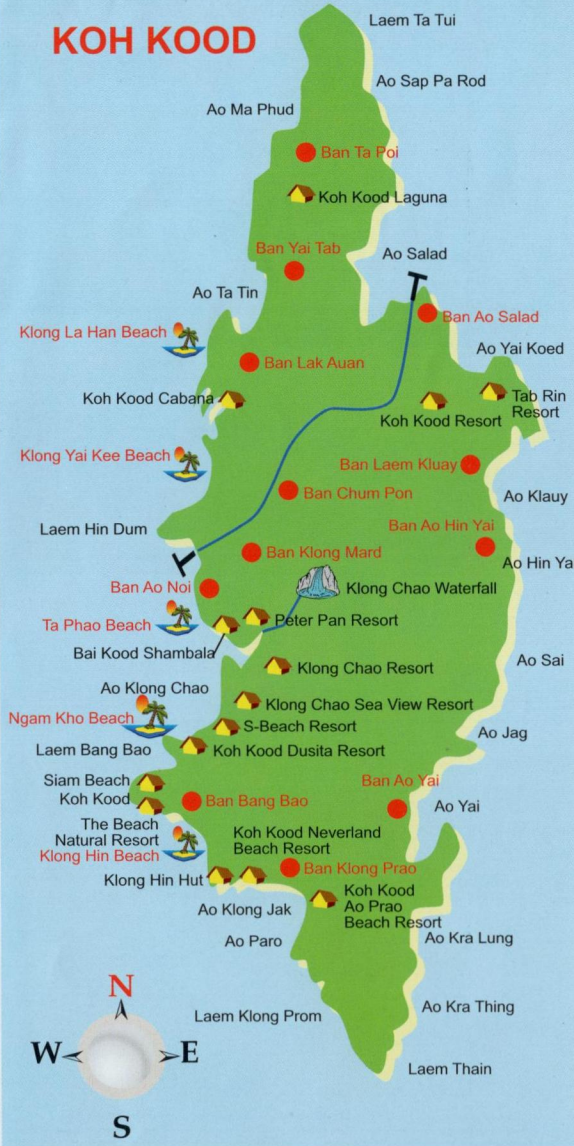 KOH KOOD
Laem Ta Tui
Ao Sap Pa Rod
Ao Ma Phud
Ban Ta Poi
Koh Kood Laguna
Ban Yai Tab
Ao Salad
Ao Ta Tin
Ban Ao Salad
Klong La Han Beach
Ao Yai Koed
Ban Lak Auan
Koh Kood Cabana
Tab Rin
Resort
Koh Kood Resort
Klong Yai Kee Beach
Ban Laem Kluay
Ban Chum Pon
Ao Klauy
Laem Hin Dum
Ban Ao Hin Yai
Ban Klong Mard
Ao Hin Ya
Ban Ao Noi
Klong Chao Waterfall
Ta Phao Beach
Peter Pan Resort
Bai Kood Shambala
Ao Sai
Klong Chao Resort
Ao Klong Chao
Klong Chao Sea View Resort
Ngam Kho Beach
S-Beach Resort
Ao Jag
Laem Bang Bao
Koh Kood Dusita Resort
Siam Beach
Koh Kood
Ban Ao Yai
Ban Bang Bao
Ao Yai
The Beach
Natural Resort
Koh Kood Neverland
Beach Resort
Klong Hin Beach
Ban Klong Prao
Klong Hin Hut
Koh Kood
Ao Prao
Beach Resort
Ao Klong Jak
Ao Paro
Ao Kra Lung
N
Ao Kra Thing
Laem Klong Prom
W
E
Laem Thain
S